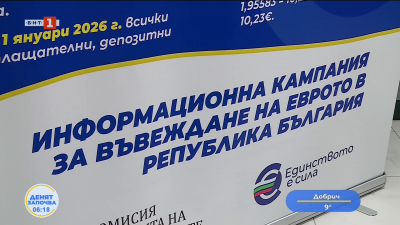 БНТ 1
1,95583
10,23€.
1 януари 2026 г. всички
депозитни
ИНФОРМАЦИОННА КАМПАНИЯ
ЗА ВЪВЕЖДАНЕ НА ЕВРОТО В
РЕПУБЛИКА БЪЛГАРИЯ
Единството
е сила
ДЕНЯТ
ЗАПОЧВА
06:18
Добрич
9°